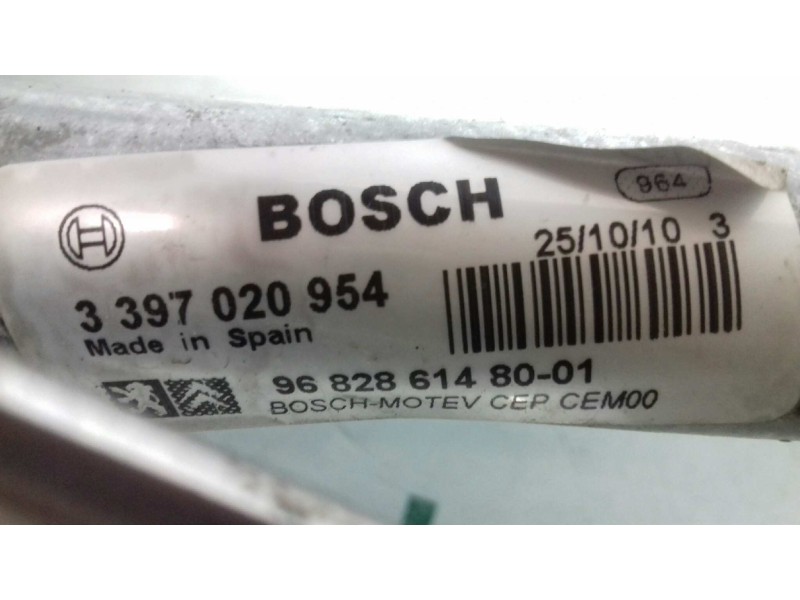 964
BOSCH
25/10/10 3
3 397 020 954
Made in Spain
96 828 614 80-01
BOSCH-MOTEV CEP CEM00